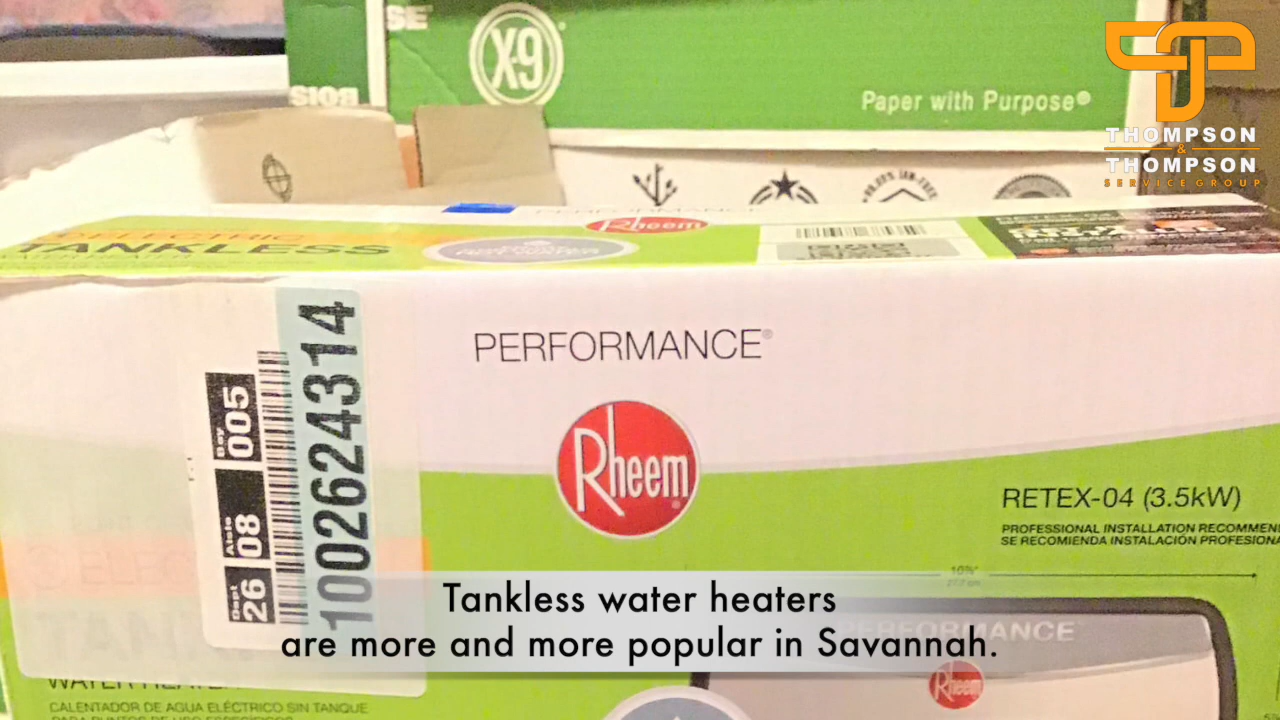 SE
X-9
Paper with Purpose®
THOMPSON
&
THOMPSON
SERVICE GROUP
TANKLESS
Rheem
PERFORMANCE®
Rheem
Dept
26
Aisle
08
Bay
005
1002624314
RETEX-04 (3.5kW)
PROFESSIONAL INSTALLATION RECOMMEN
SE RECOMIENDA INSTALACIÓN PROFESIONA
Tankless water heaters
are more and more popular in Savannah.
PERFORMANCE
Rheem
CALENTADOR DE AGUA ELÉCTRICO SIN TANQUE